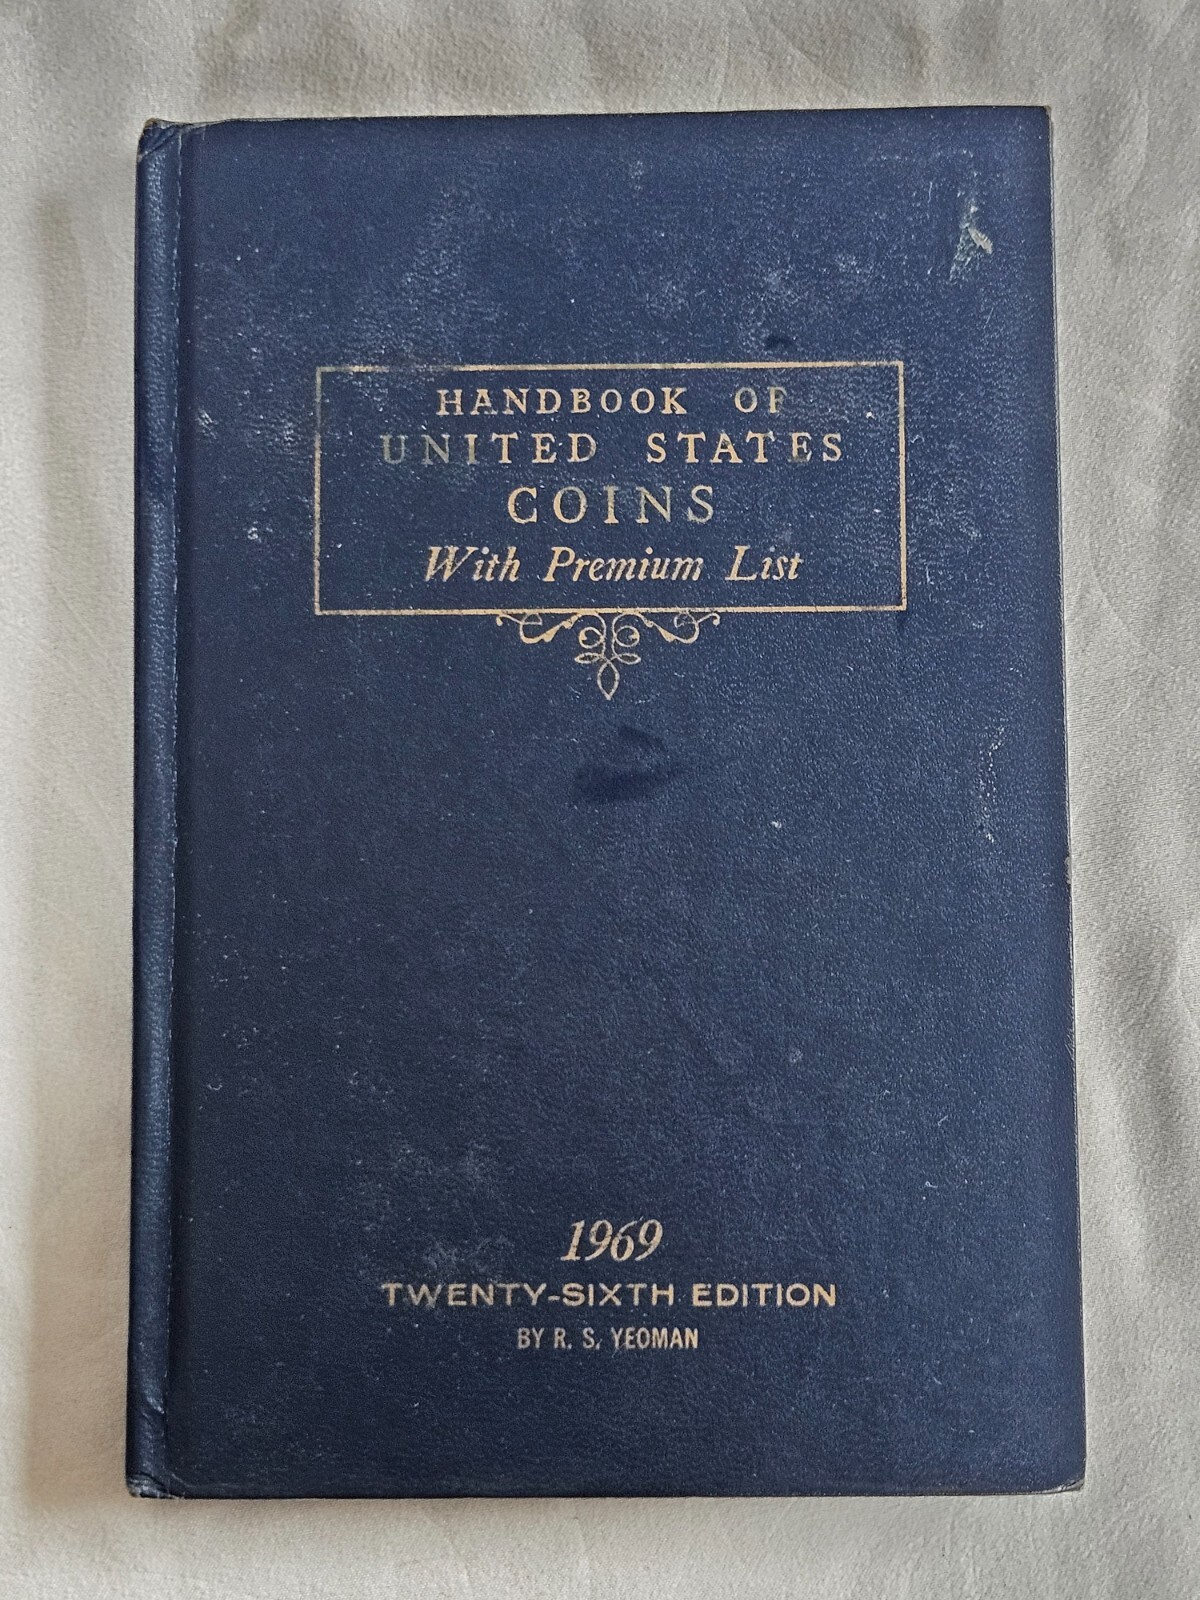 HANDBOOK OF
UNITED STATES
COINS
With Premium List
1969
TWENTY-SIXTH EDITION
BY R. S. YEOMAN